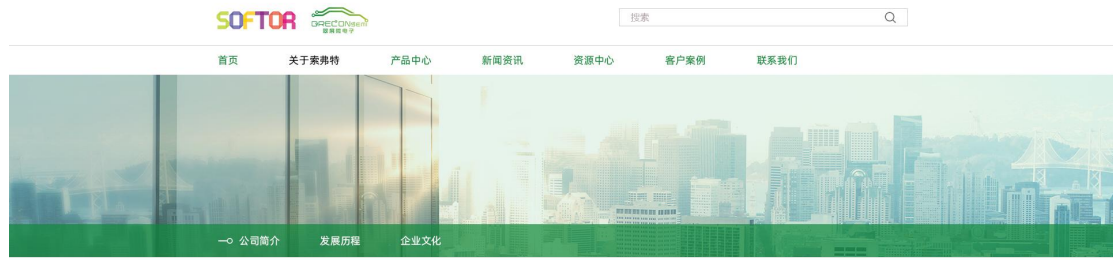 SOFTOR
搜索
首页 关于索弗特 产品中心 新闻资讯 资源中心 客户案例 联系我们
公司简介 发展历程 企业文化